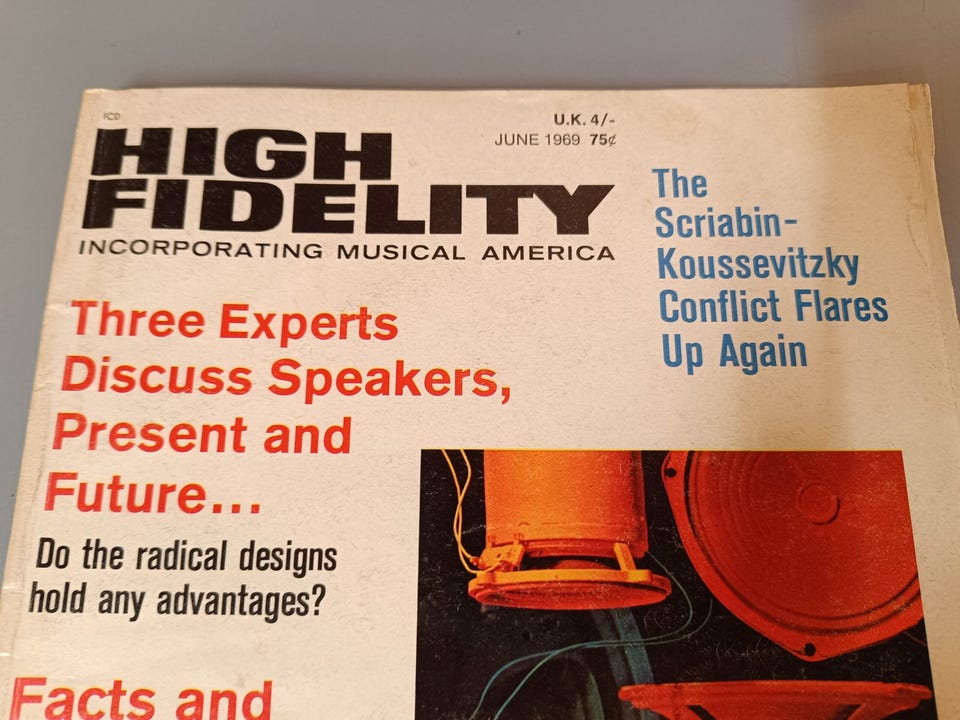 ICD
HIGH
FIDELITY
INCORPORATING MUSICAL AMERICA
U.K. 4/-
JUNE 1969 75¢
The
Scriabin-
Koussevitzky
Conflict Flares
Up Again
Three Experts
Discuss Speakers,
Present and
Future...
Do the radical designs
hold any advantages?
Facts and